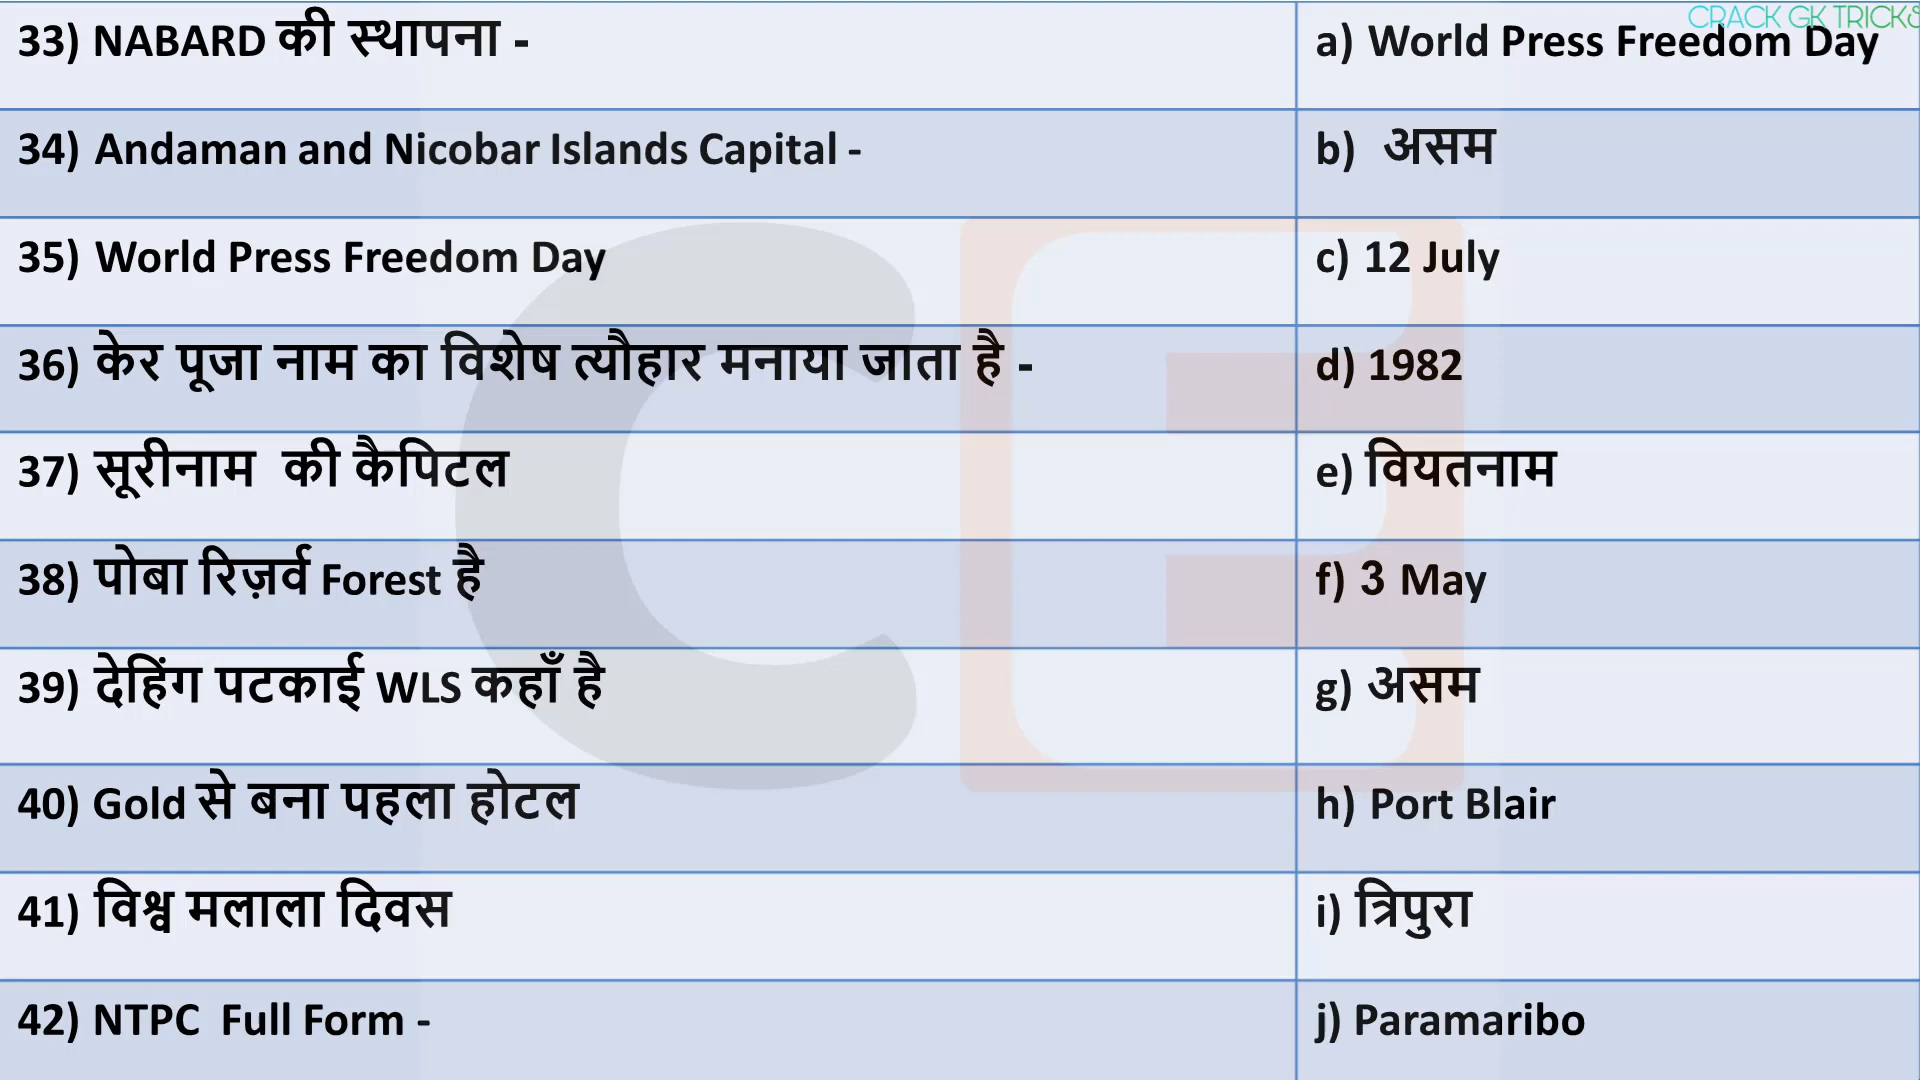 CRACK GK TRICKS
33) NABARD की स्थापना -
a) World Press Freedom Day
34) Andaman and Nicobar Islands Capital -
b) असम
35) World Press Freedom Day
c) 12 July
36) केर पूजा नाम का विशेष त्यौहार मनाया जाता है -
d) 1982
37) सूरीनाम की कैपिटल
e) वियतनाम
38) पोबा रिज़र्व Forest है
f) 3 May
39) देहिंग पटकाई WLS कहाँ है
g) असम
40) Gold से बना पहला होटल
h) Port Blair
41) विश्व मलाला दिवस
i) त्रिपुरा
42) NTPC Full Form -
j) Paramaribo